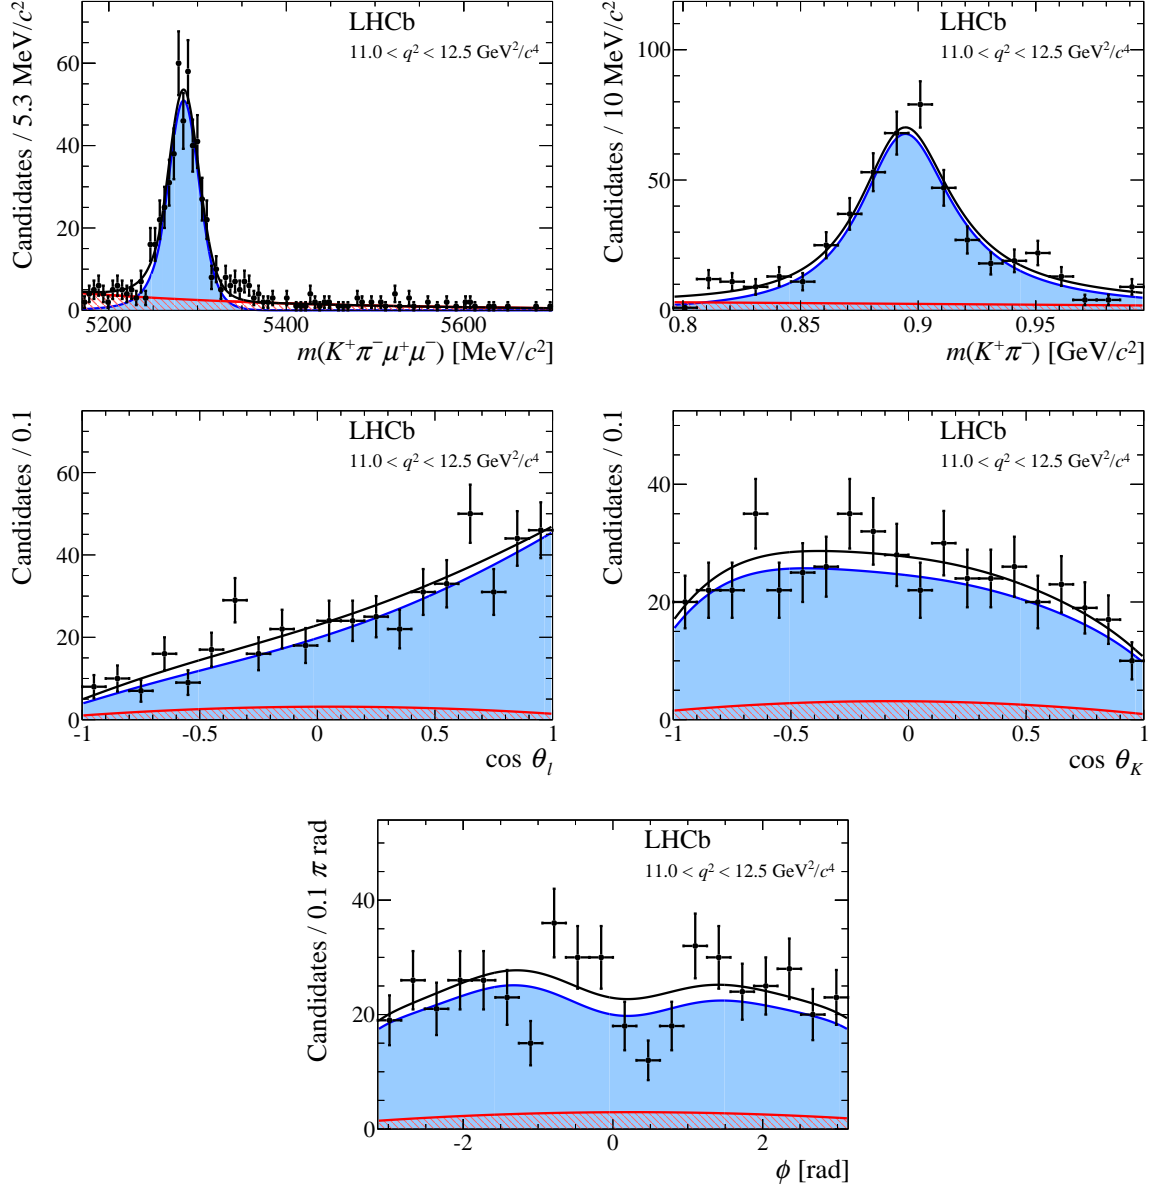 Candidates / 5.3 MeV/c²
LHCb
11.0 < q² < 12.5 GeV²/c⁴
60
40
20
0
5200 5400 5600
m(K⁺π⁻μ⁺μ⁻) [MeV/c²]
Candidates / 10 MeV/c²
LHCb
11.0 < q² < 12.5 GeV²/c⁴
100
50
0
0.8 0.85 0.9 0.95
m(K⁺π⁻) [GeV/c²]
Candidates / 0.1
LHCb
11.0 < q² < 12.5 GeV²/c⁴
60
40
20
0
-1 -0.5 0 0.5 1
cos θ_l
Candidates / 0.1
LHCb
11.0 < q² < 12.5 GeV²/c⁴
40
20
0
-1 -0.5 0 0.5 1
cos θ_K
Candidates / 0.1 π rad
LHCb
11.0 < q² < 12.5 GeV²/c⁴
40
20
0
-2 0 2
ϕ [rad]